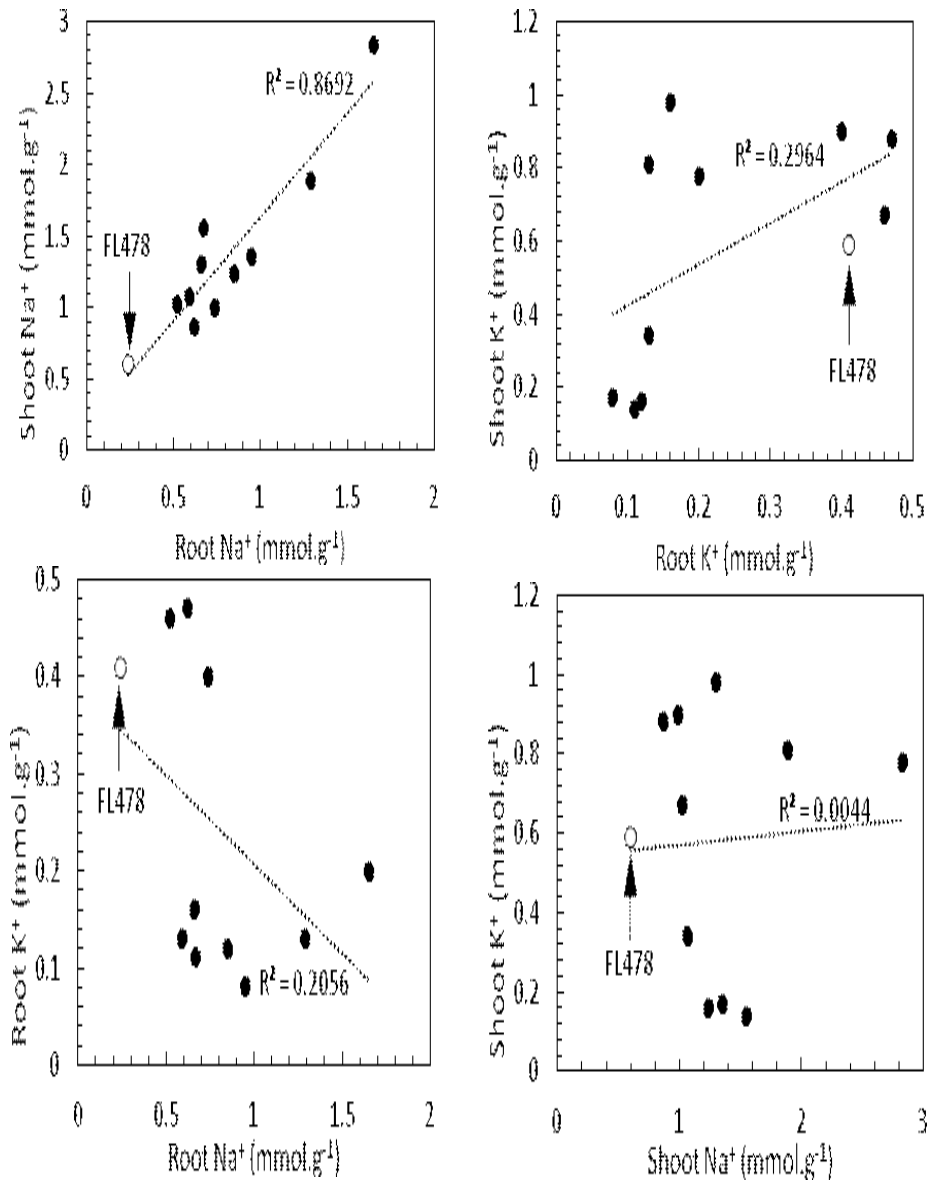 3
2.5
2
1.5
1
0.5
0
Shoot Na⁺ (mmol.g⁻¹)
R² = 0.8692
FL478
0 0.5 1 1.5 2
Root Na⁺ (mmol.g⁻¹)
1.2
1
0.8
0.6
0.4
0.2
0
Shoot K⁺ (mmol.g⁻¹)
R² = 0.2964
FL478
0 0.1 0.2 0.3 0.4 0.5
Root K⁺ (mmol.g⁻¹)
0.5
0.4
0.3
0.2
0.1
0
Root K⁺ (mmol.g⁻¹)
FL478
R² = 0.2056
0 0.5 1 1.5 2
Root Na⁺ (mmol.g⁻¹)
1.2
1
0.8
0.6
0.4
0.2
0
Shoot K⁺ (mmol.g⁻¹)
R² = 0.0044
FL478
0 1 2 3
Shoot Na⁺ (mmol.g⁻¹)